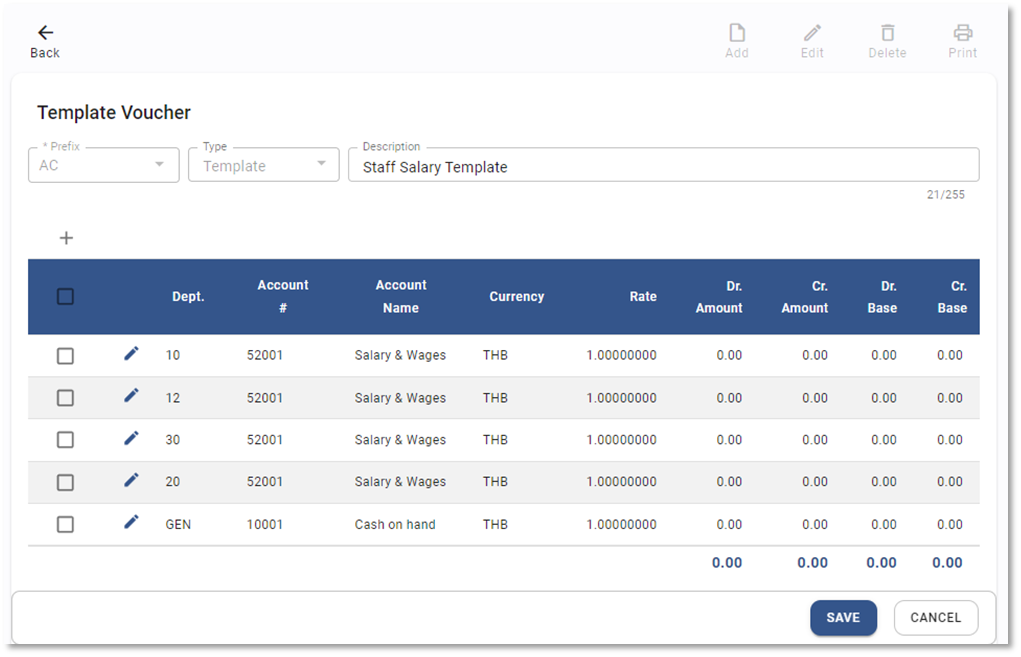 Back
Add Edit Delete Print
Template Voucher
* Prefix Type Description
AC Template Staff Salary Template
21/255
Dept. Account # Account Name Currency Rate Dr. Amount Cr. Amount Dr. Base Cr. Base
10 52001 Salary & Wages THB 1.00000000 0.00 0.00 0.00 0.00
12 52001 Salary & Wages THB 1.00000000 0.00 0.00 0.00 0.00
30 52001 Salary & Wages THB 1.00000000 0.00 0.00 0.00 0.00
20 52001 Salary & Wages THB 1.00000000 0.00 0.00 0.00 0.00
GEN 10001 Cash on hand THB 1.00000000 0.00 0.00 0.00 0.00
0.00 0.00 0.00 0.00
SAVE CANCEL